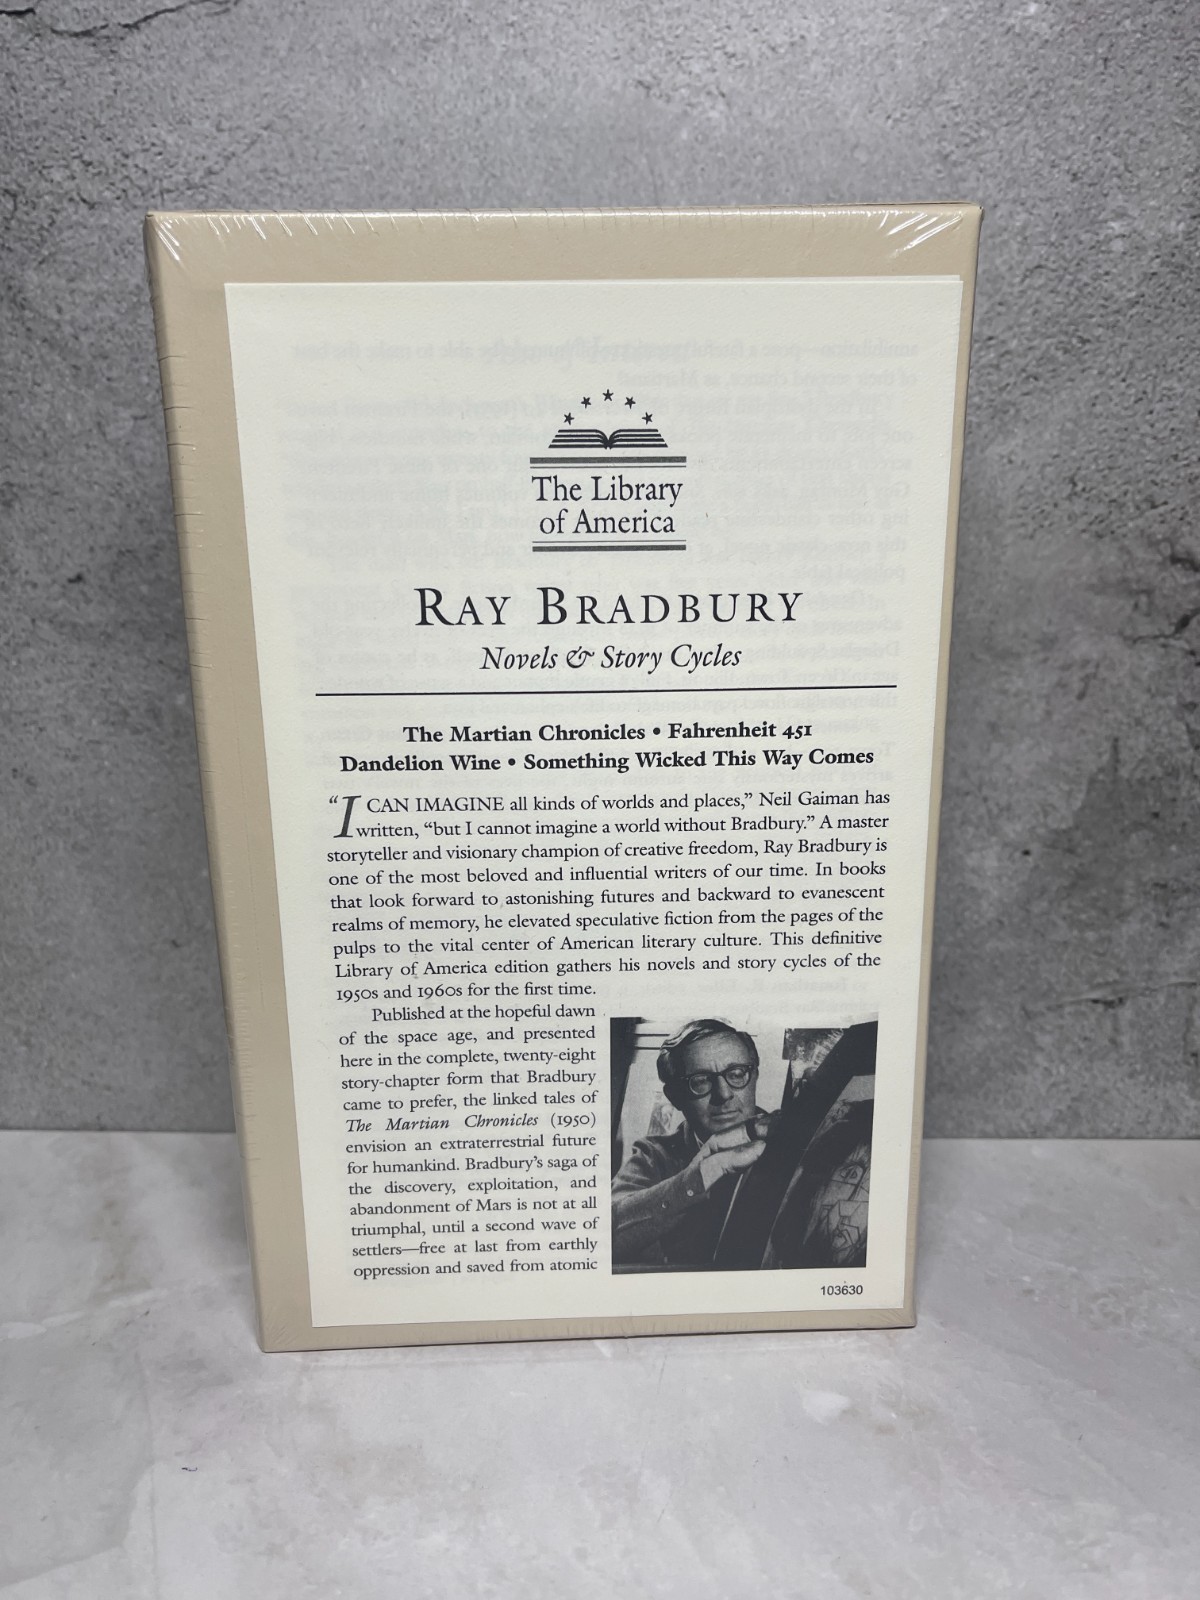 The Library
of America
RAY BRADBURY
Novels & Story Cycles
The Martian Chronicles • Fahrenheit 451
Dandelion Wine • Something Wicked This Way Comes
“I CAN IMAGINE all kinds of worlds and places,” Neil Gaiman has
written, “but I cannot imagine a world without Bradbury.” A master
storyteller and visionary champion of creative freedom, Ray Bradbury is
one of the most beloved and influential writers of our time. In books
that look forward to astonishing futures and backward to evanescent
realms of memory, he elevated speculative fiction from the pages of the
pulps to the vital center of American literary culture. This definitive
Library of America edition gathers his novels and story cycles of the
1950s and 1960s for the first time.
Published at the hopeful dawn
of the space age, and presented
here in the complete, twenty-eight
story-chapter form that Bradbury
came to prefer, the linked tales of
The Martian Chronicles (1950)
envision an extraterrestrial future
for humankind. Bradbury’s saga of
the discovery, exploitation, and
abandonment of Mars is not at all
triumphal, until a second wave of
settlers—free at last from earthly
oppression and saved from atomic
103630